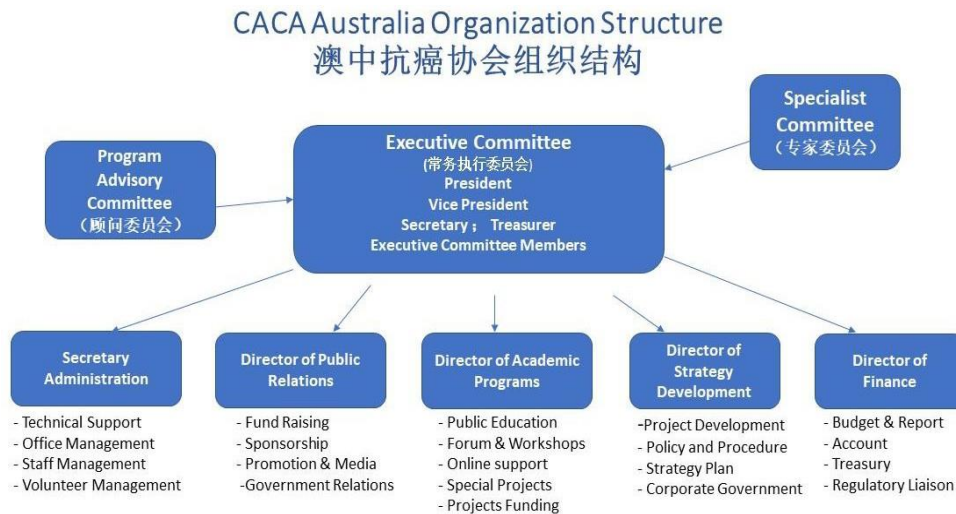 CACA Australia Organization Structure
澳中抗癌协会组织结构
Program
Advisory
Committee
（顾问委员会）
Executive Committee
(常务执行委员会)
President
Vice President
Secretary ； Treasurer
Executive Committee Members
Specialist
Committee
（专家委员会）
Secretary
Administration
- Technical Support
- Office Management
- Staff Management
- Volunteer Management
Director of Public
Relations
- Fund Raising
- Sponsorship
- Promotion & Media
-Government Relations
Director of Academic
Programs
- Public Education
- Forum & Workshops
- Online support
- Special Projects
- Projects Funding
Director of
Strategy
Development
-Project Development
- Policy and Procedure
- Strategy Plan
- Corporate Government
Director of
Finance
- Budget & Report
- Account
- Treasury
- Regulatory Liaison